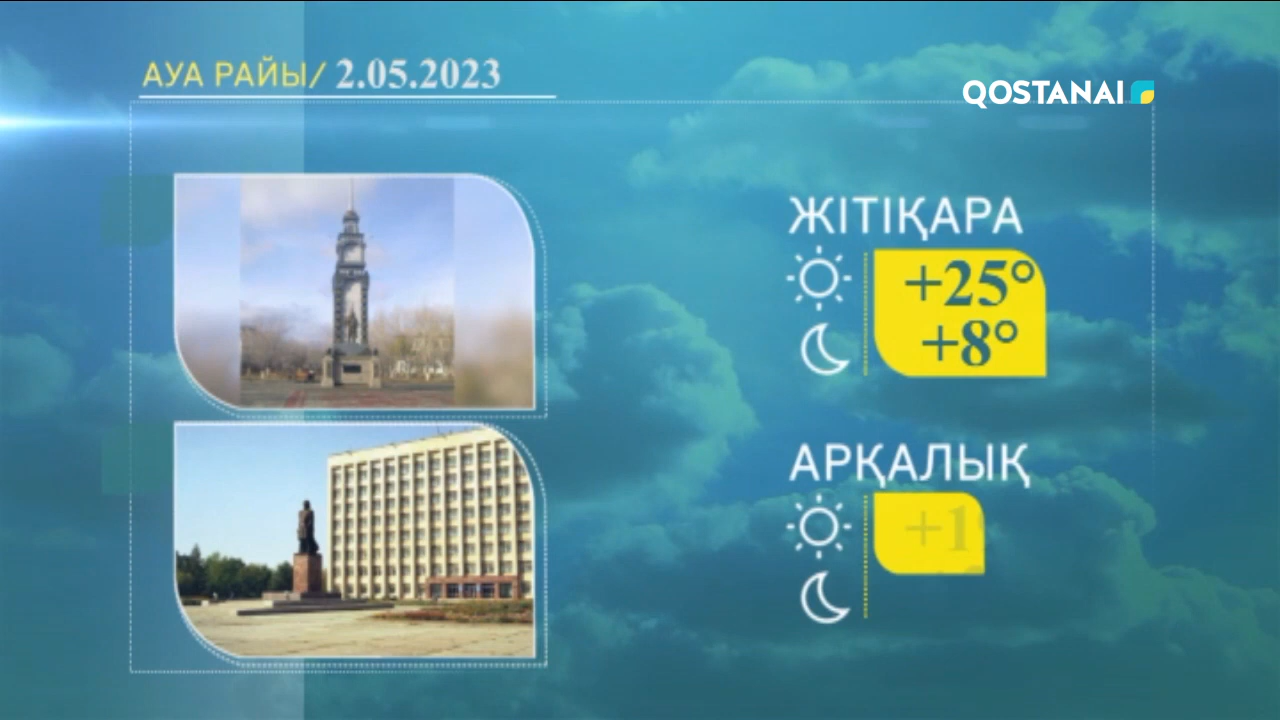 АУА РАЙЫ/ 2.05.2023
QOSTANAI
ЖІТІҚАРА
+25°
+8°
АРҚАЛЫҚ